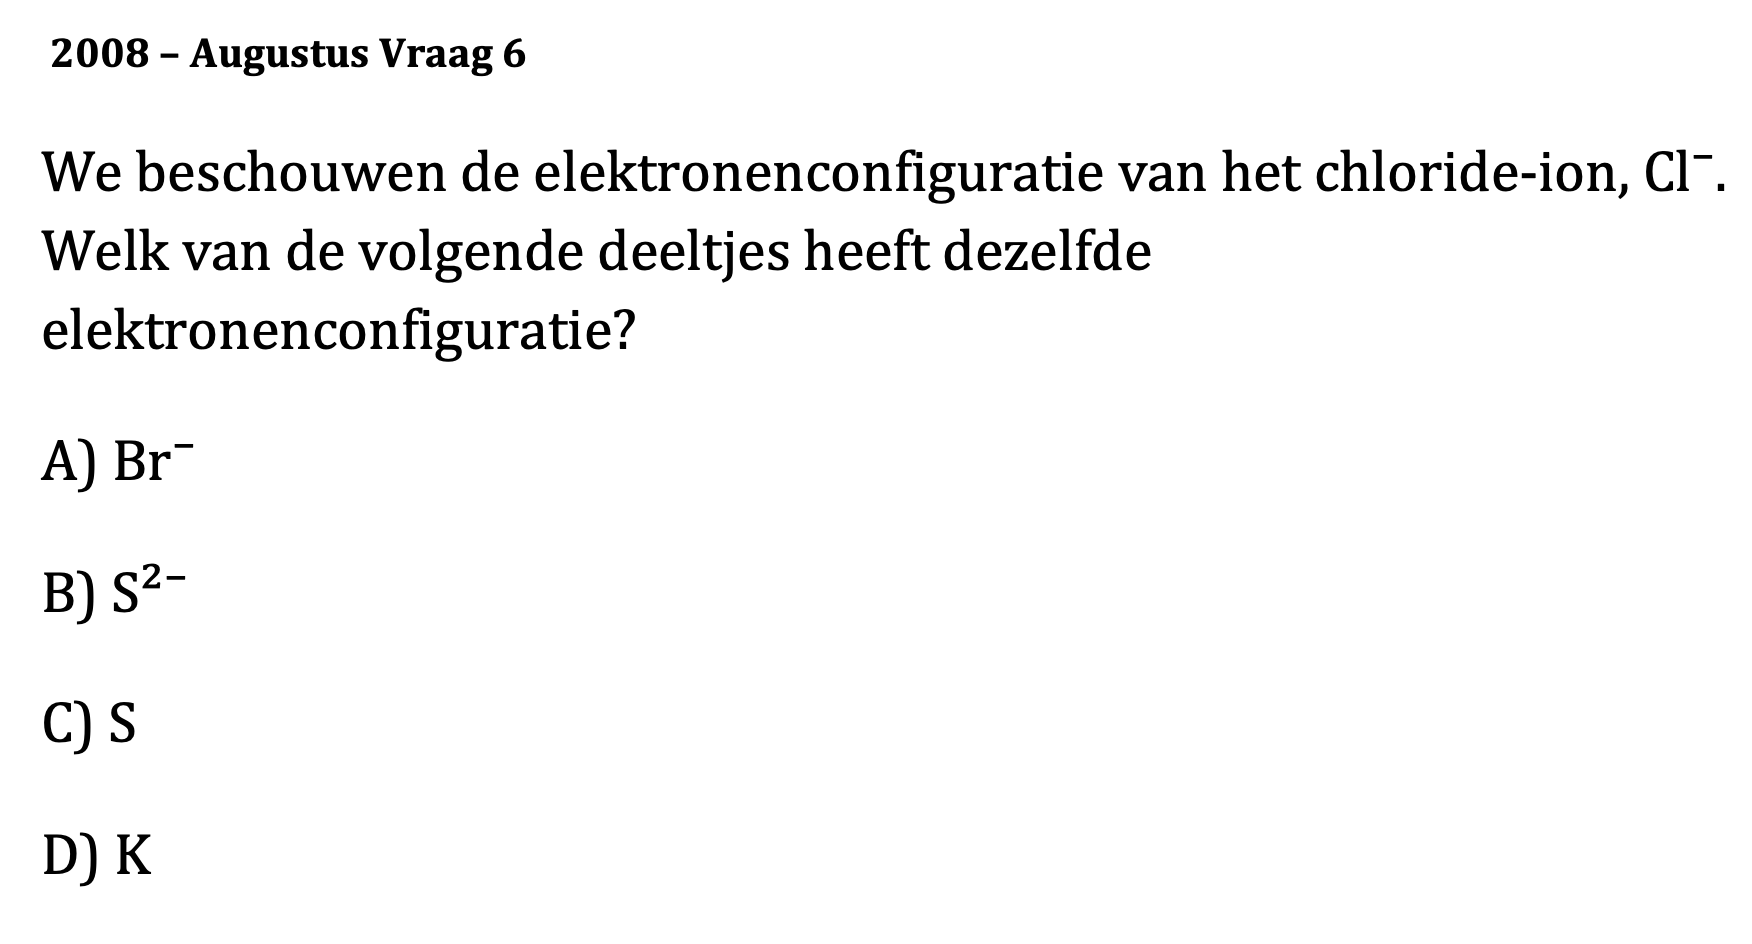 2008 – Augustus Vraag 6
We beschouwen de elektronenconfiguratie van het chloride-ion, Cl⁻.
Welk van de volgende deeltjes heeft dezelfde
elektronenconfiguratie?
A) Br⁻
B) S²⁻
C) S
D) K